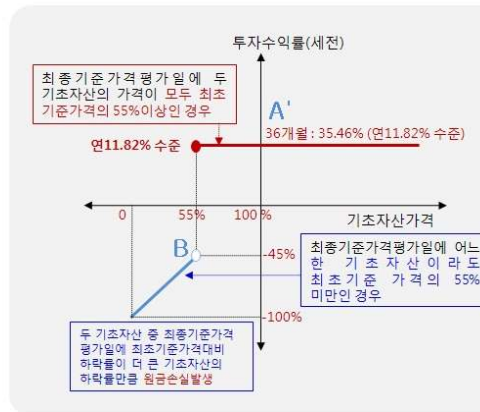 투자수익률(세전)
최종기준가격평가일에 두
기초자산의 가격이 모두 최초
기준가격의 55%이상인 경우
A'
36개월 : 35.46% (연11.82% 수준)
연11.82% 수준
0
55%
100 %
기초자산가격
B
-45%
최종기준가격평가일에 어느
한 기초자산이라도
최초기준 가격의 55%
미만인 경우
-100%
두 기초자산 중 최종기준가격
평가일에 최초기준가격대비
하락률이 더 큰 기초자산의
하락률만큼 원금손실발생